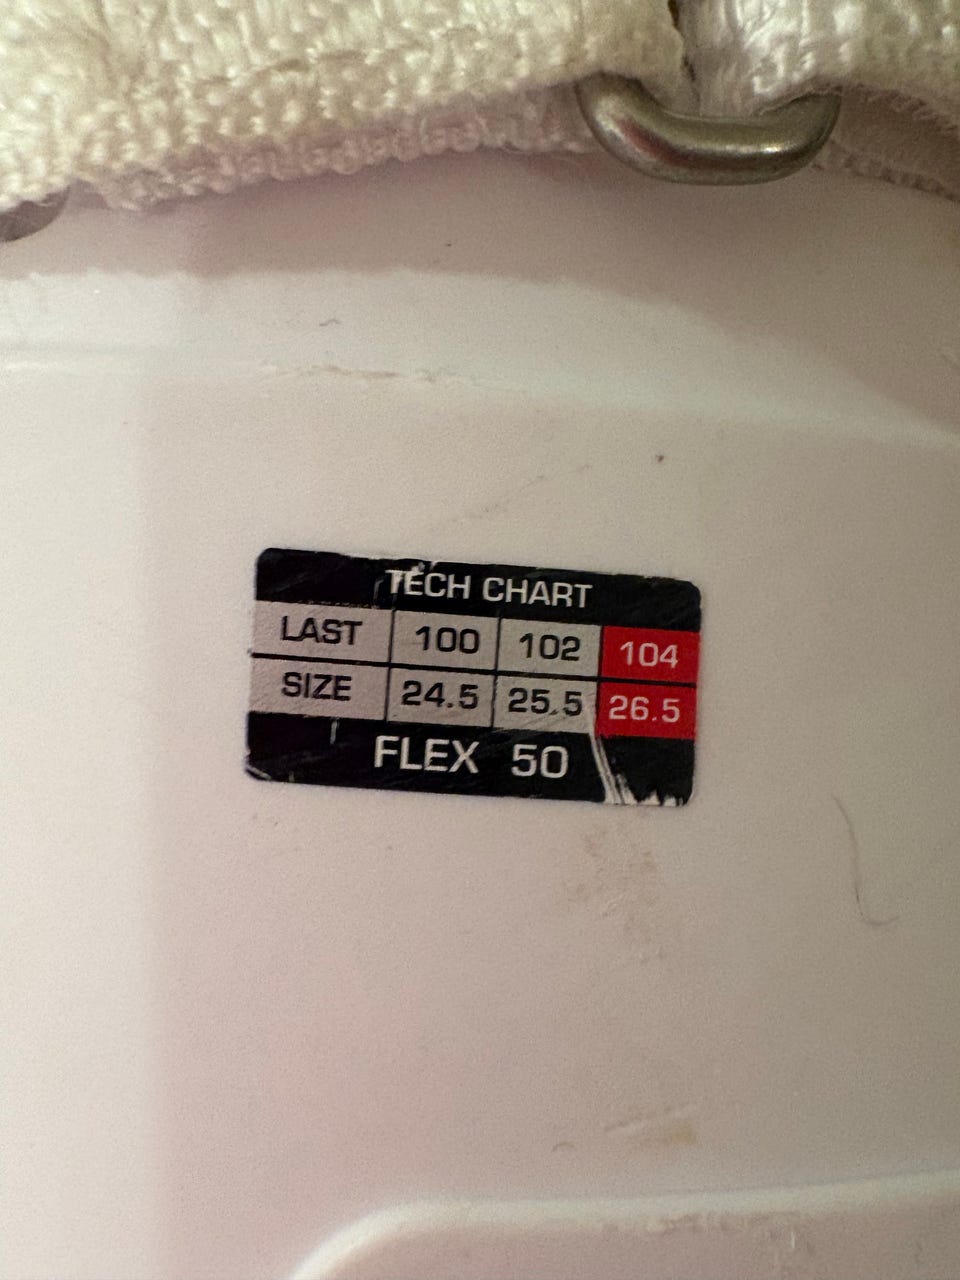 TECH CHART
LAST 100 102 104
SIZE 24.5 25.5 26.5
FLEX 50